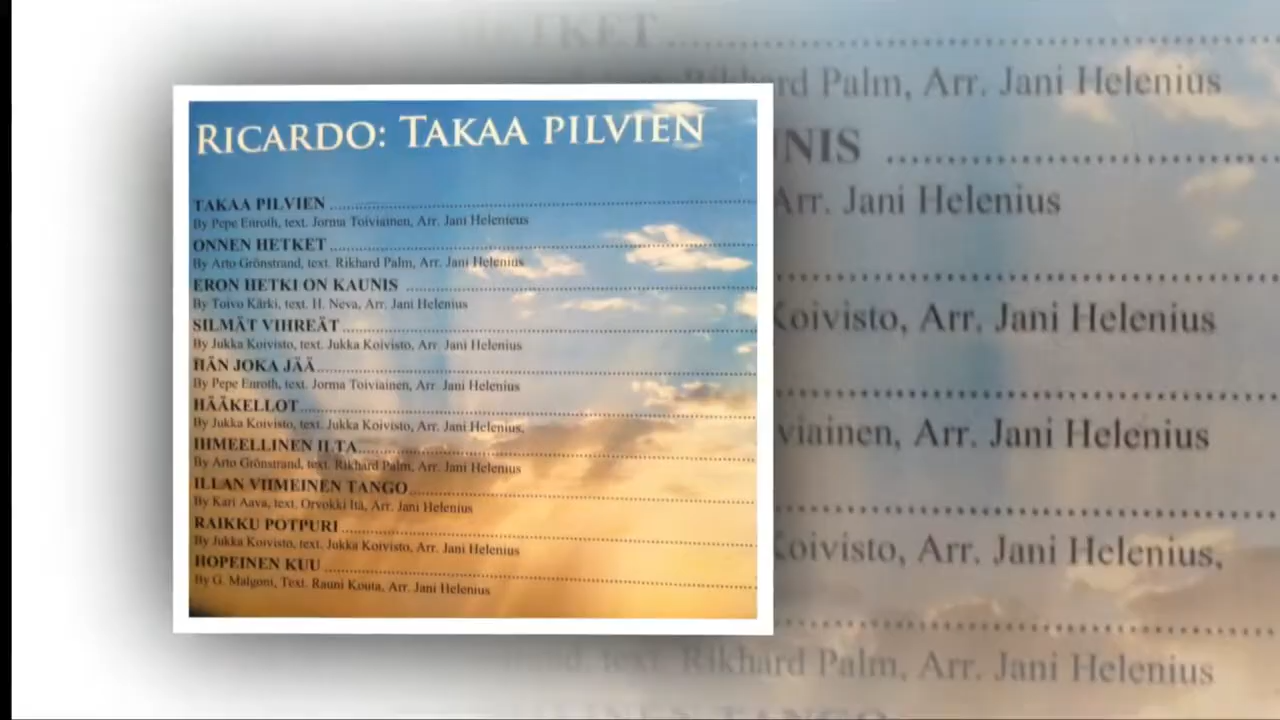 RICARDO: TAKAA PILVIEN
TAKAA PILVIEN
By Pepe Enroth, text. Jorma Toiviainen, Arr. Jani Helenieus
ONNEN HETKET
By Arto Grönstrand, text. Rikhard Palm, Arr. Jani Helenius
ERON HETKI ON KAUNIS
By Toivo Kärki, text. H. Neva, Arr. Jani Helenius
SILMÄT VIHREÄT
By Jukka Koivisto, text. Jukka Koivisto, Arr. Jani Helenius
HÄN JOKA JÄÄ
By Pepe Enroth, text. Jorma Toiviainen, Arr. Jani Helenius
HÄÄKELLOT
By Jukka Koivisto, text. Jukka Koivisto, Arr. Jani Helenius,
IHMEELLINEN ILTA
By Arto Grönstrand, text. Rikhard Palm, Arr. Jani Helenius
ILLAN VIIMEINEN TANGO
By Kari Aava, text. Orvokki Itä, Arr. Jani Helenius
RAIKKU POTPURI
By Jukka Koivisto, text. Jukka Koivisto, Arr. Jani Helenius
HOPEINEN KUU
By G. Malgoni, Text. Rauni Kouta, Arr. Jani Helenius
TKET
Rikhard Palm, Arr. Jani Helenius
NIS
Arr. Jani Helenius
Koivisto, Arr. Jani Helenius
viainen, Arr. Jani Helenius
Koivisto, Arr. Jani Helenius,
text. Rikhard Palm, Arr. Jani Helenius
TANGO